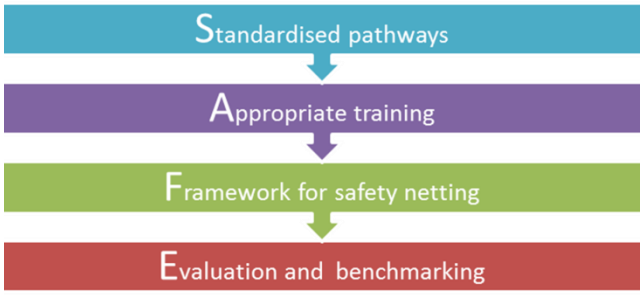 Standardised pathways
Appropriate training
Framework for safety netting
Evaluation and benchmarking